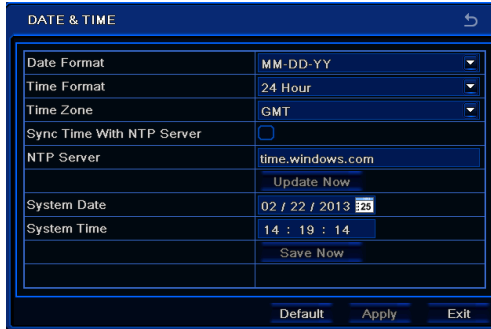 DATE & TIME
Date Format MM-DD-YY
Time Format 24 Hour
Time Zone GMT
Sync Time With NTP Server
NTP Server time.windows.com
Update Now
System Date 02 / 22 / 2013 25
System Time 14 : 19 : 14
Save Now
Default Apply Exit